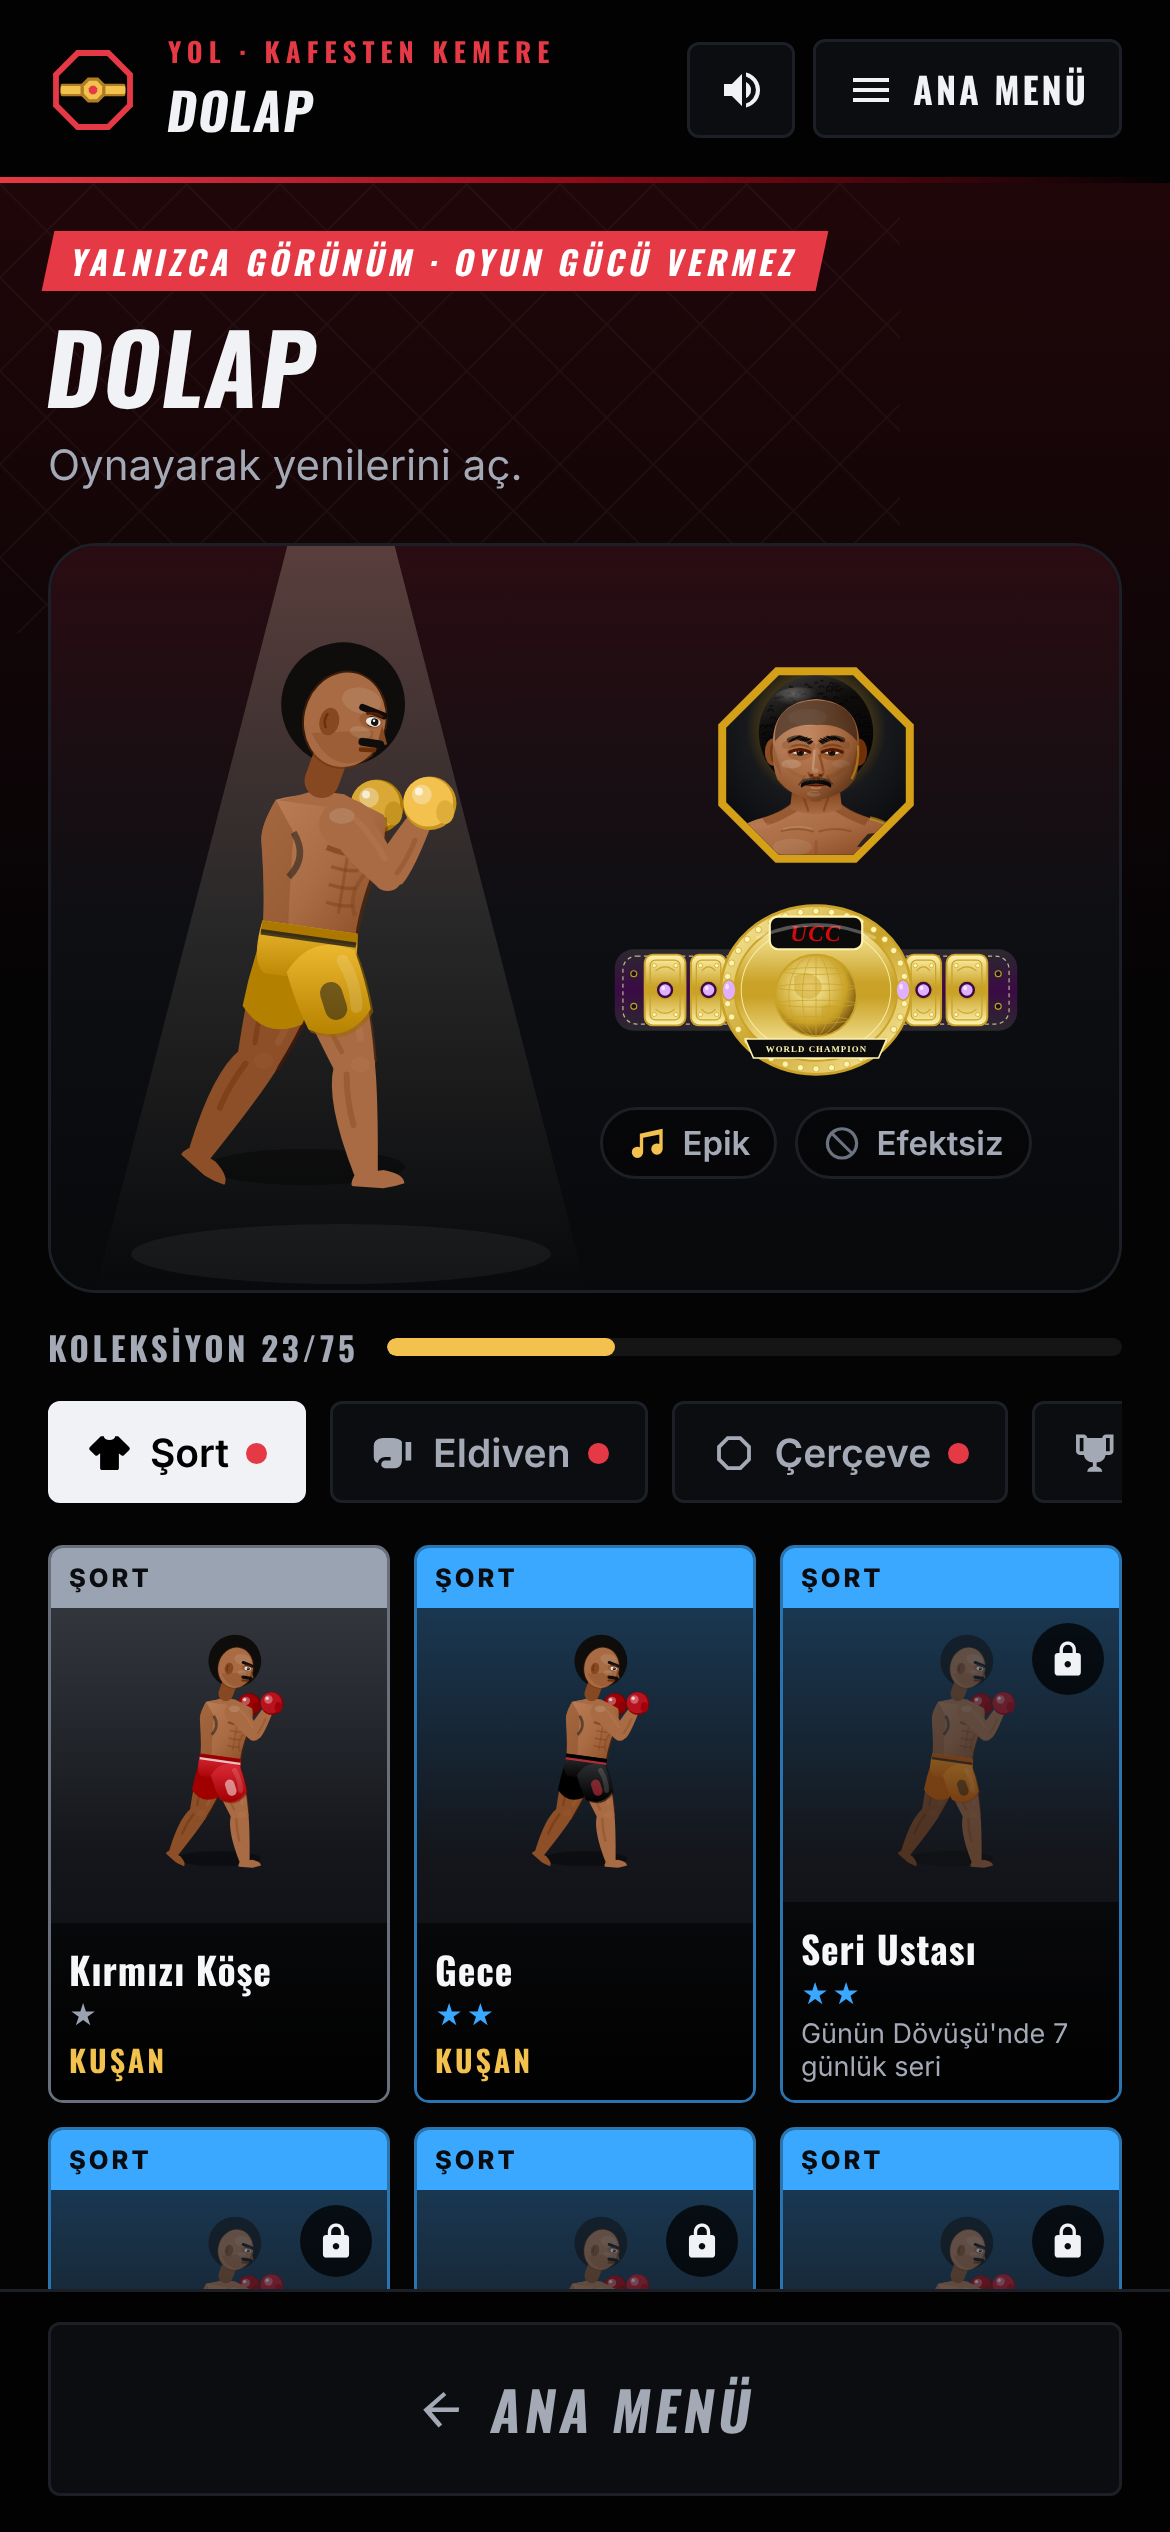 YOL · KAFESTEN KEMERE
DOLAP
ANA MENÜ
YALNIZCA GÖRÜNÜM · OYUN GÜCÜ VERMEZ
DOLAP
Oynayarak yenilerini aç.
UCC
WORLD CHAMPION
Epik
Efektsiz
KOLEKSİYON 23/75
Şort
Eldiven
Çerçeve
ŞORT
ŞORT
ŞORT
Kırmızı Köşe
KUŞAN
Gece
KUŞAN
Seri Ustası
Günün Dövüşü'nde 7
günlük seri
ŞORT
ŞORT
ŞORT
ANA MENÜ